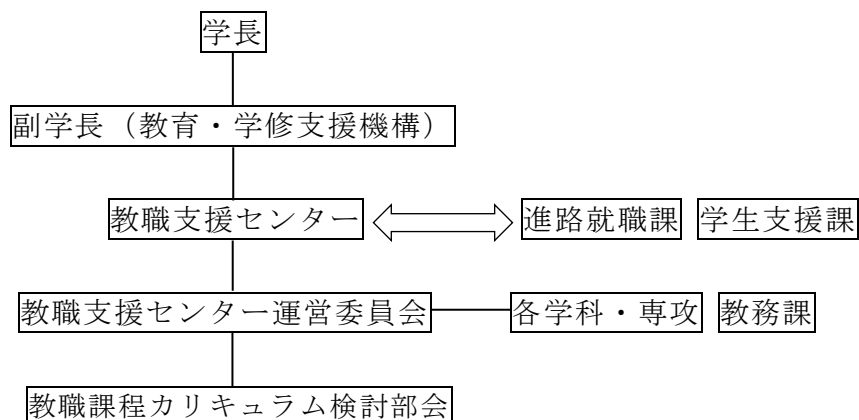 学長
副学長（教育・学修支援機構）
教職支援センター 進路就職課 学生支援課
教職支援センター運営委員会 各学科・専攻 教務課
教職課程カリキュラム検討部会